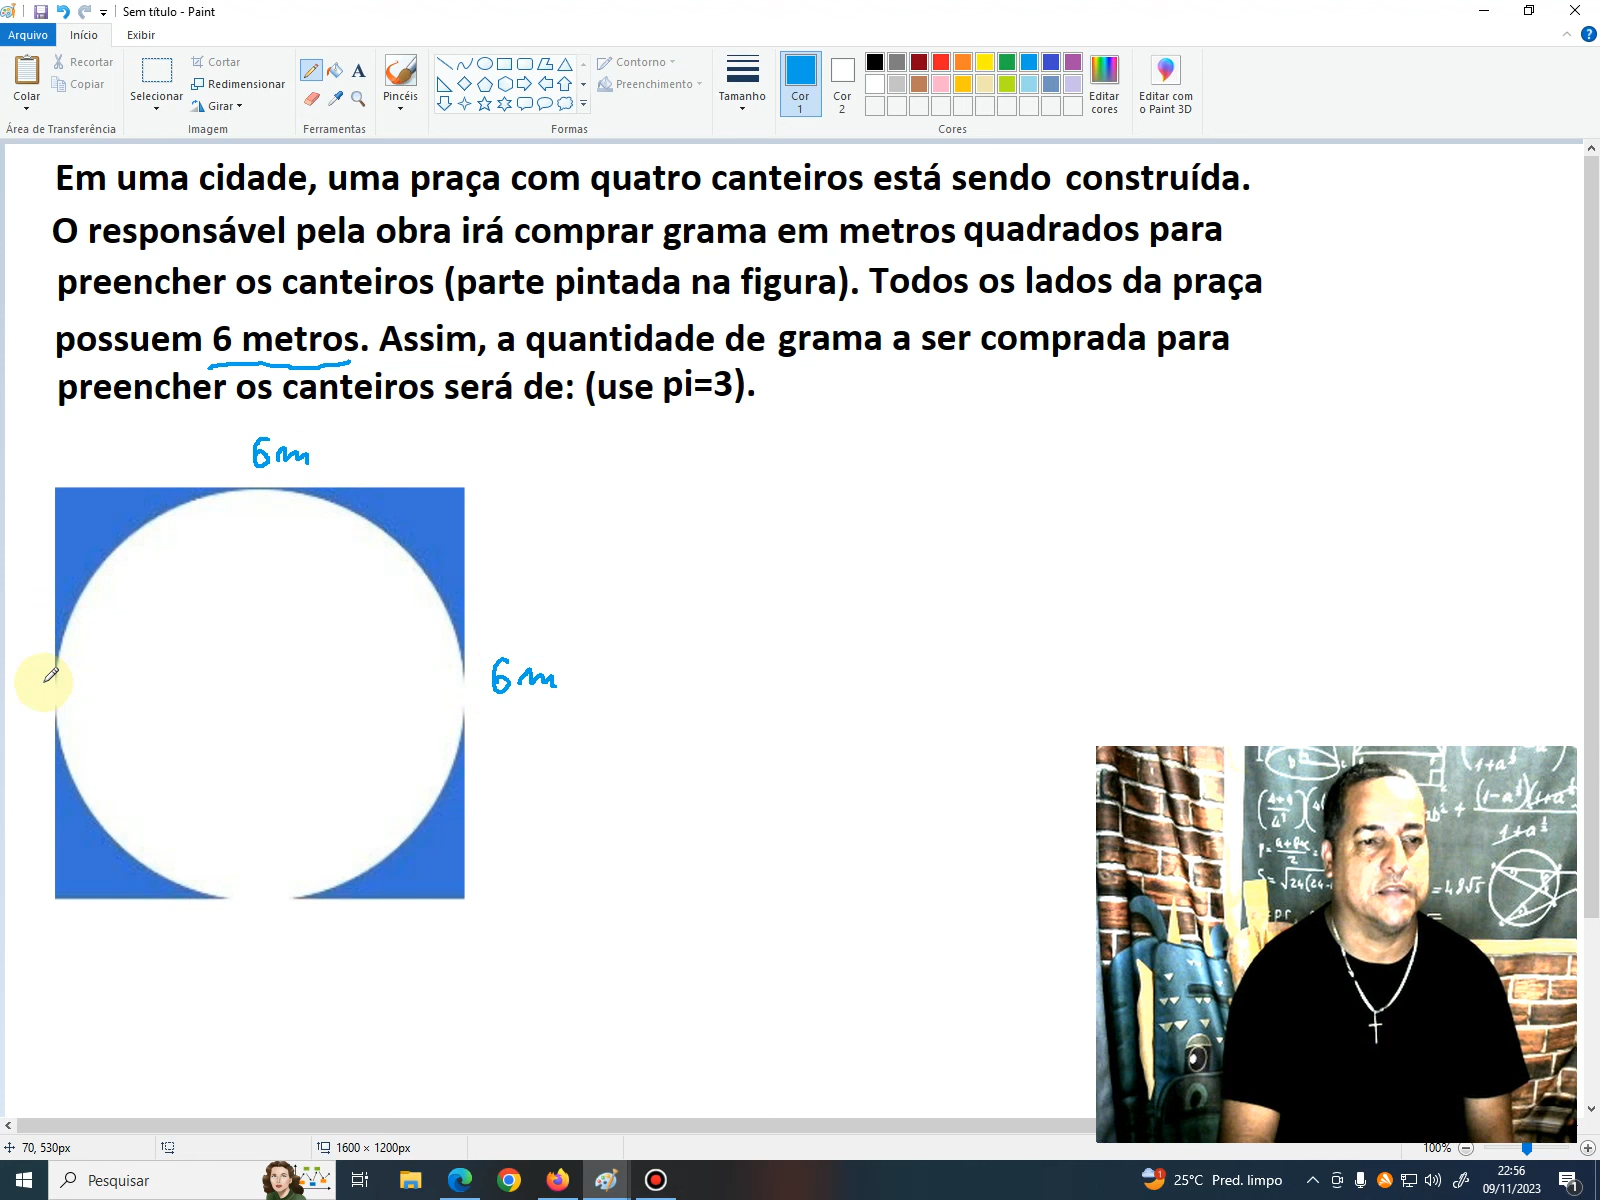 Sem título - Paint
Arquivo
Início
Exibir
Colar
Recortar
Copiar
Área de Transferência
Selecionar
Cortar
Redimensionar
Girar
Imagem
A
Ferramentas
Pincéis
Contorno
Preenchimento
Formas
Tamanho
Cor 1
Cor 2
Cores
Editar cores
Editar com o Paint 3D
Em uma cidade, uma praça com quatro canteiros está sendo construída.
O responsável pela obra irá comprar grama em metros quadrados para
preencher os canteiros (parte pintada na figura). Todos os lados da praça
possuem 6 metros. Assim, a quantidade de grama a ser comprada para
preencher os canteiros será de: (use pi=3).
6m
6m
70, 530px
1600 × 1200px
100%
Pesquisar
25°C Pred. limpo
22:56
09/11/2023